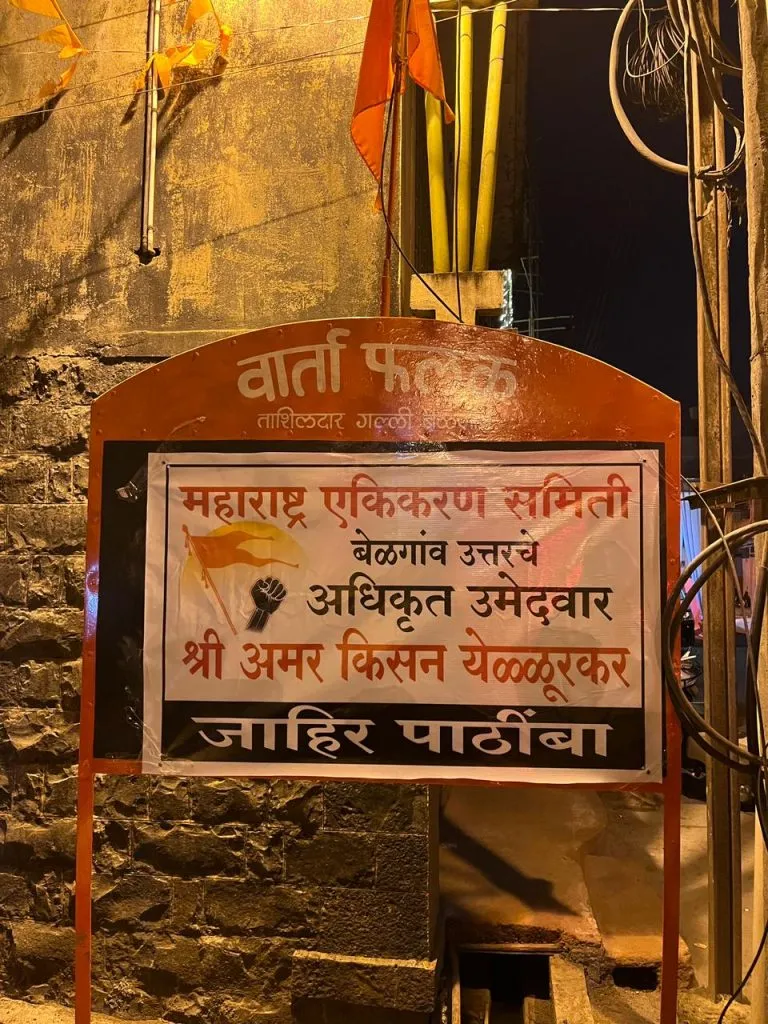 वार्ता फलक
ताशिलदार गल्ली
महाराष्ट्र एकिकरण समिती
बेळगांव उत्तरचे
अधिकृत उमेदवार
श्री अमर किसन येळ्ळूरकर
जाहिर पाठींबा